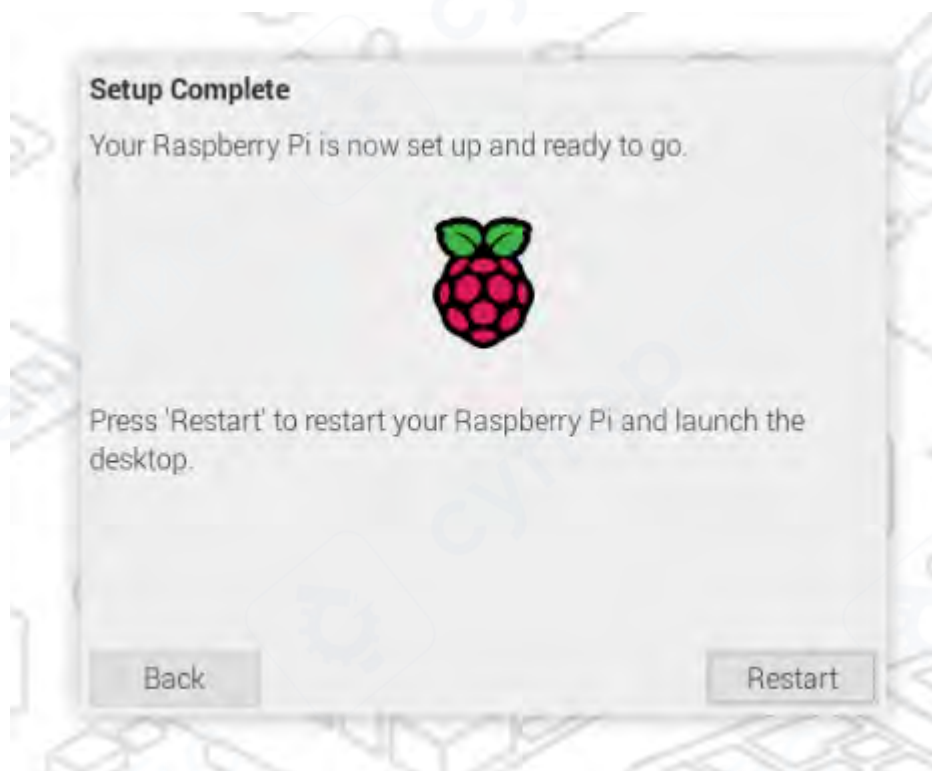 Setup Complete
Your Raspberry Pi is now set up and ready to go.
Press 'Restart' to restart your Raspberry Pi and launch the
desktop.
Back
Restart